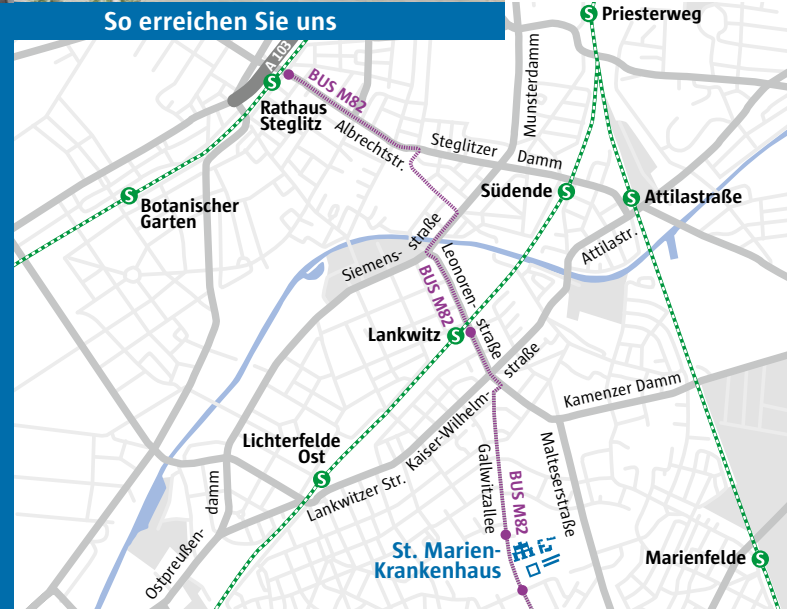 So erreichen Sie uns
Priesterweg
A 103
BUS M82
Rathaus
Steglitz
Albrechtstr.
Steglitzer Damm
Munsterdamm
Botanischer
Garten
Südende
Attilastraße
Attilastr.
Siemens- straße
Leonoren- straße
BUS M82
Lankwitz
Kaiser-Wilhelm- straße
Kamenzer Damm
Lichterfelde
Ost
Lankwitzer Str.
Gallwitzallee
Malteserstraße
BUS M82
Ostpreußen- damm
St. Marien-
Krankenhaus
Marienfelde
S
S
S
S
S
S
S
S